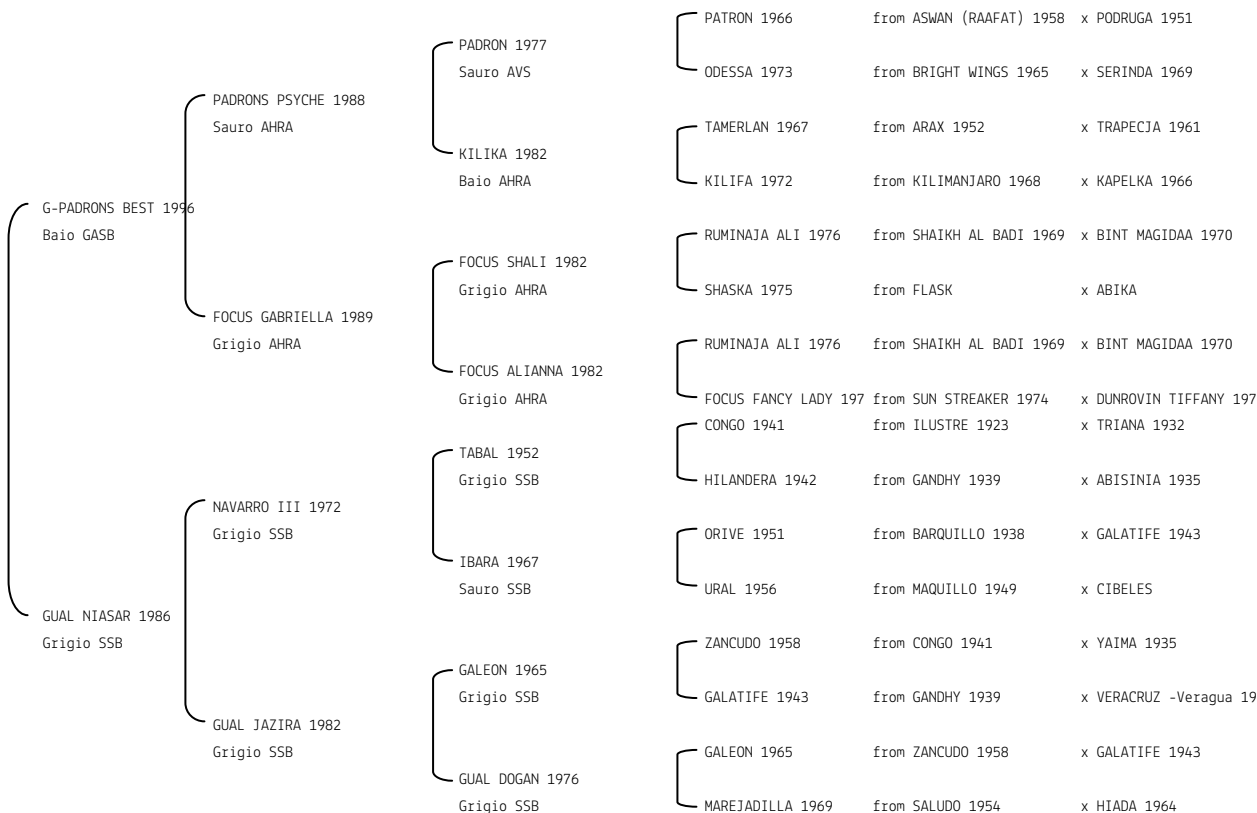 PATRON 1966 from ASWAN (RAAFAT) 1958 x PODRUGA 1951
PADRON 1977
Sauro AVS
ODESSA 1973 from BRIGHT WINGS 1965 x SERINDA 1969
PADRONS PSYCHE 1988
Sauro AHRA
TAMERLAN 1967 from ARAX 1952 x TRAPECJA 1961
KILIKA 1982
Baio AHRA
KILIFA 1972 from KILIMANJARO 1968 x KAPELKA 1966
G-PADRONS BEST 1996
Baio GASB
RUMINAJA ALI 1976 from SHAIKH AL BADI 1969 x BINT MAGIDAA 1970
FOCUS SHALI 1982
Grigio AHRA
SHASKA 1975 from FLASK x ABIKA
FOCUS GABRIELLA 1989
Grigio AHRA
RUMINAJA ALI 1976 from SHAIKH AL BADI 1969 x BINT MAGIDAA 1970
FOCUS ALIANNA 1982
Grigio AHRA
FOCUS FANCY LADY 197 from SUN STREAKER 1974 x DUNROVIN TIFFANY 197
CONGO 1941 from ILUSTRE 1923 x TRIANA 1932
TABAL 1952
Grigio SSB
HILANDERA 1942 from GANDHY 1939 x ABISINIA 1935
NAVARRO III 1972
Grigio SSB
ORIVE 1951 from BARQUILLO 1938 x GALATIFE 1943
IBARA 1967
Sauro SSB
URAL 1956 from MAQUILLO 1949 x CIBELES
GUAL NIASAR 1986
Grigio SSB
ZANCUDO 1958 from CONGO 1941 x YAIMA 1935
GALEON 1965
Grigio SSB
GALATIFE 1943 from GANDHY 1939 x VERACRUZ -Veragua 19
GUAL JAZIRA 1982
Grigio SSB
GALEON 1965 from ZANCUDO 1958 x GALATIFE 1943
GUAL DOGAN 1976
Grigio SSB
MAREJADILLA 1969 from SALUDO 1954 x HIADA 1964